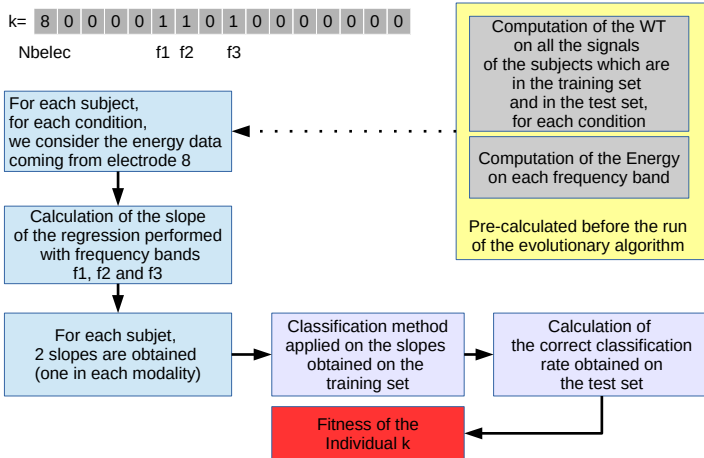 k= 8 0 0 0 0 1 1 0 1 0 0 0 0 0 0 0
Nbelec f1 f2 f3
Computation of the WT
on all the signals
of the subjects which are
in the training set
and in the test set,
for each condition
Computation of the Energy
on each frequency band
Pre-calculated before the run
of the evolutionary algorithm
For each subject,
for each condition,
we consider the energy data
coming from electrode 8
Calculation of the slope
of the regression performed
with frequency bands
f1, f2 and f3
For each subjet,
2 slopes are obtained
(one in each modality)
Classification method
applied on the slopes
obtained on the
training set
Calculation of
the correct classification
rate obtained on
the test set
Fitness of the
Individual k